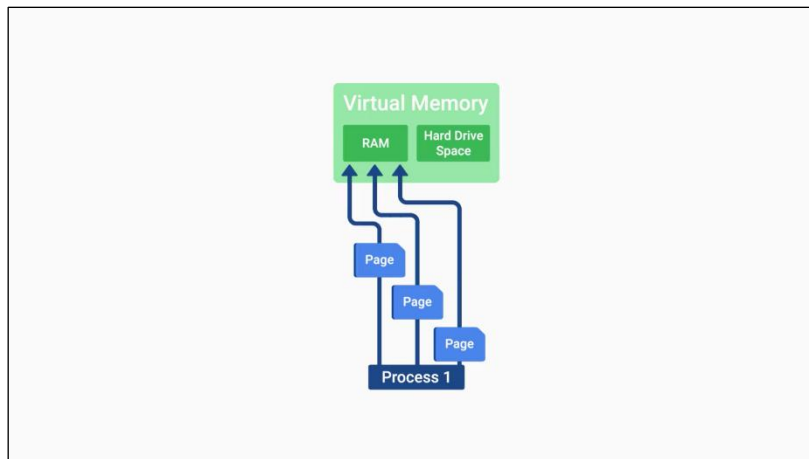 Virtual Memory
RAM
Hard Drive
Space
Page
Page
Page
Process 1